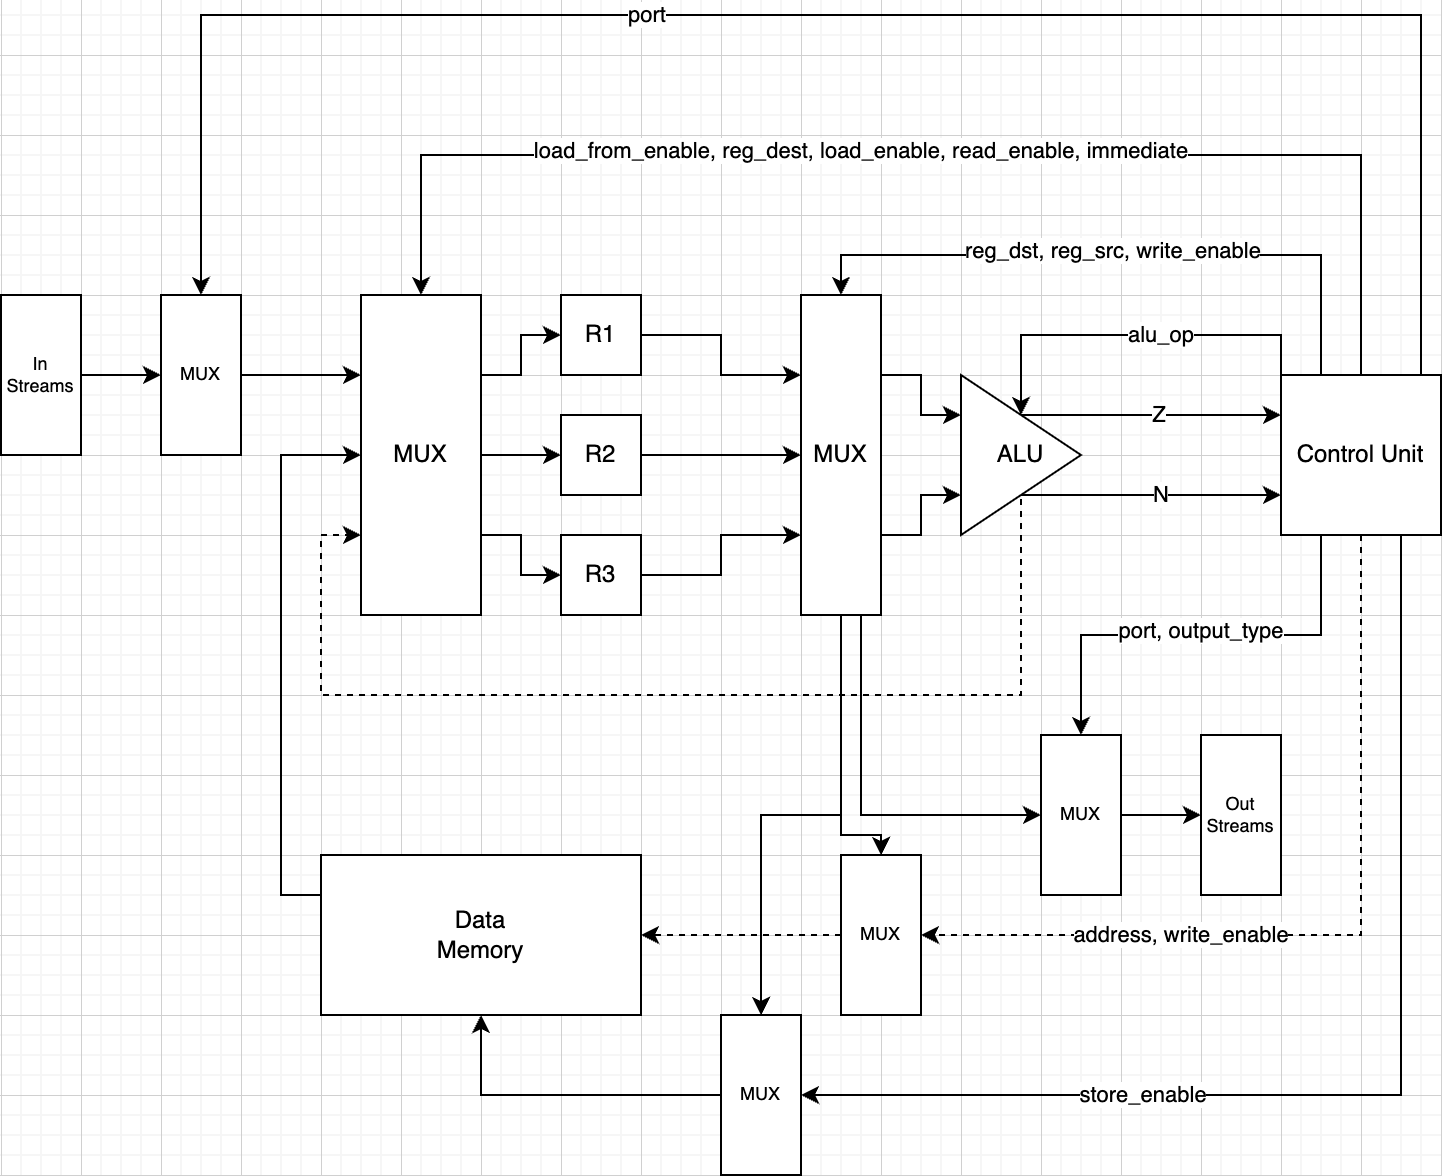 port
load_from_enable, reg_dest, load_enable, read_enable, immediate
reg_dst, reg_src, write_enable
alu_op
R1
In
Streams
MUX
Z
MUX
R2
MUX
ALU
Control Unit
N
R3
port, output_type
MUX
Out
Streams
Data
Memory
MUX
address, write_enable
MUX
store_enable